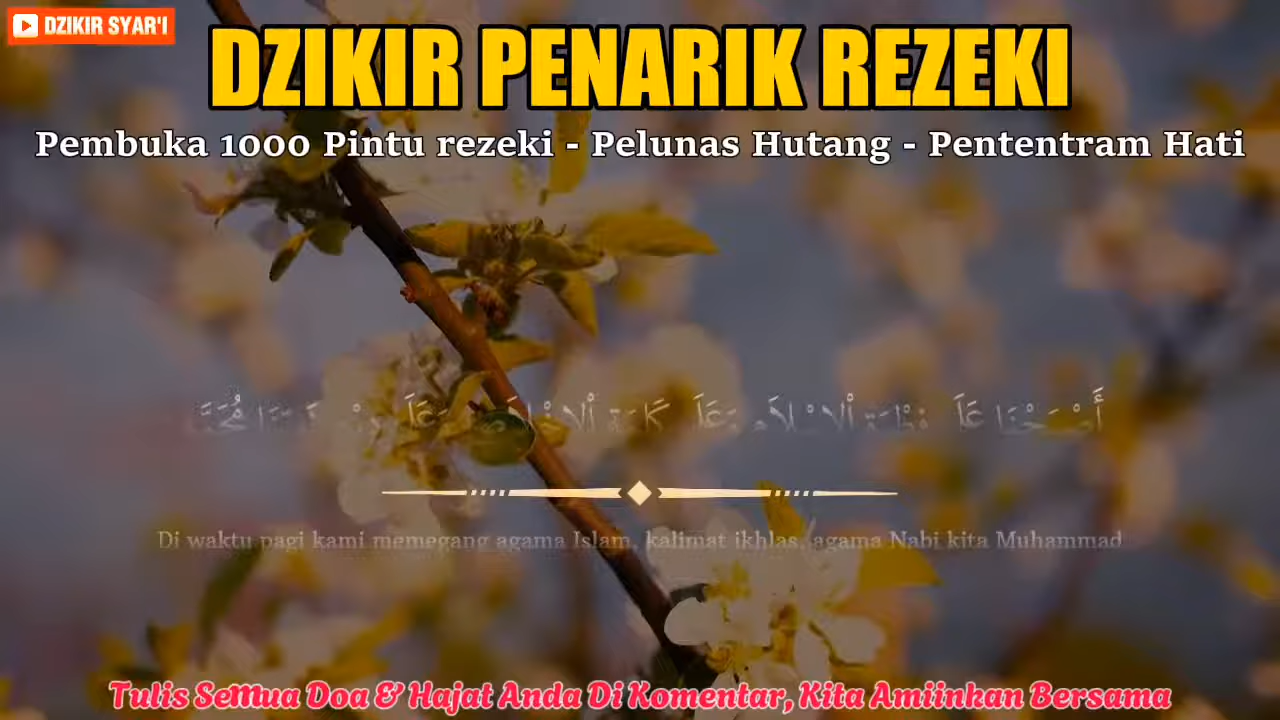 DZIKIR SYAR'I
DZIKIR PENARIK REZEKI
Pembuka 1000 Pintu rezeki - Pelunas Hutang - Pententram Hati
Di waktu pagi kami memegang agama Islam, kalimat ikhlas, agama Nabi kita Muhammad
Tulis Semua Doa & Hajat Anda Di Komentar, Kita Amiinkan Bersama